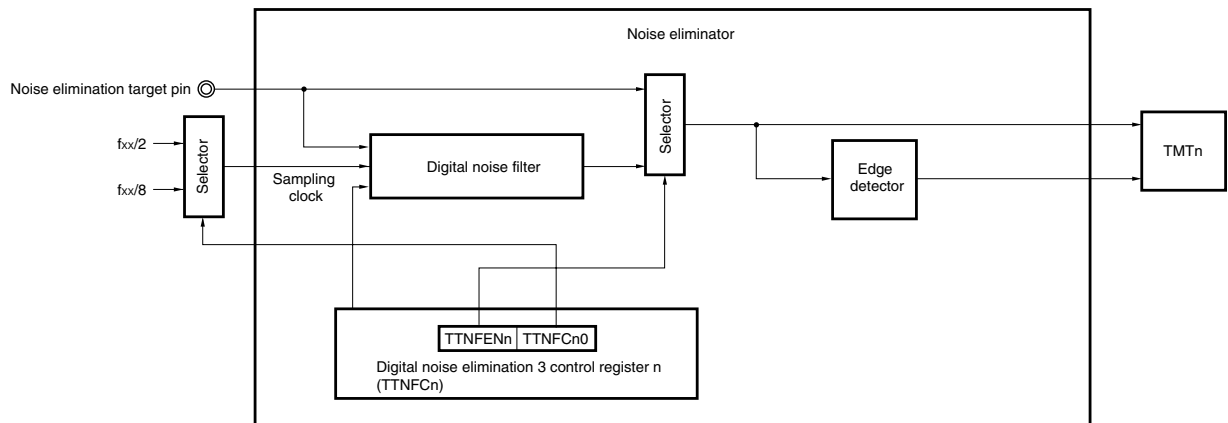 Noise eliminator
Noise elimination target pin
fxx/2
fxx/8
Selector
Sampling
clock
Digital noise filter
Selector
Edge
detector
TMTn
TTNFENn TTNFCn0
Digital noise elimination 3 control register n
(TTNFCn)